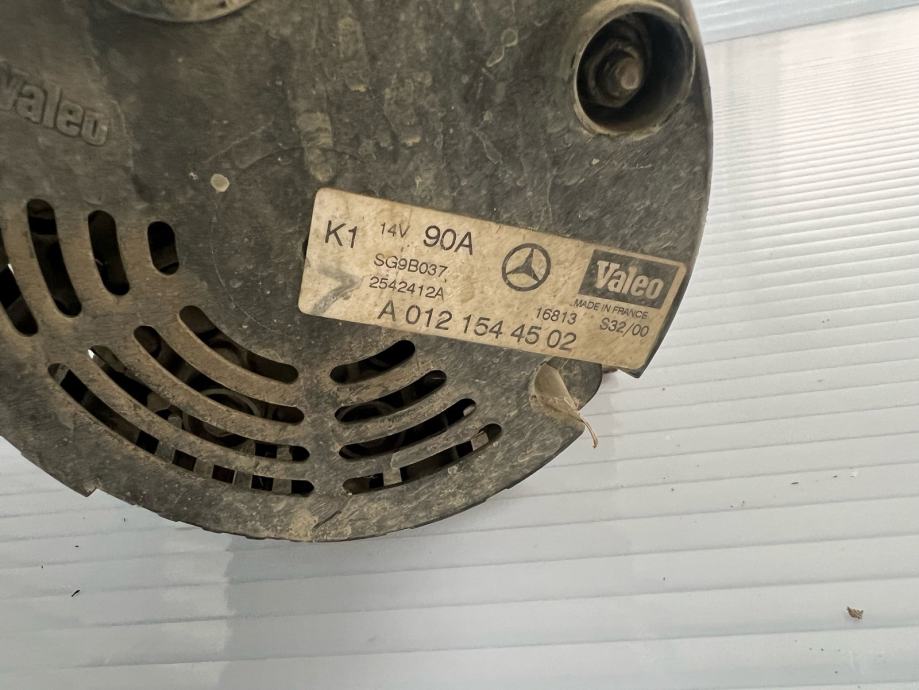 Valeo
K1 14V 90A
SG9B037
2542412A
A 012 154 45 02
16813
Valeo
MADE IN FRANCE
S32/00